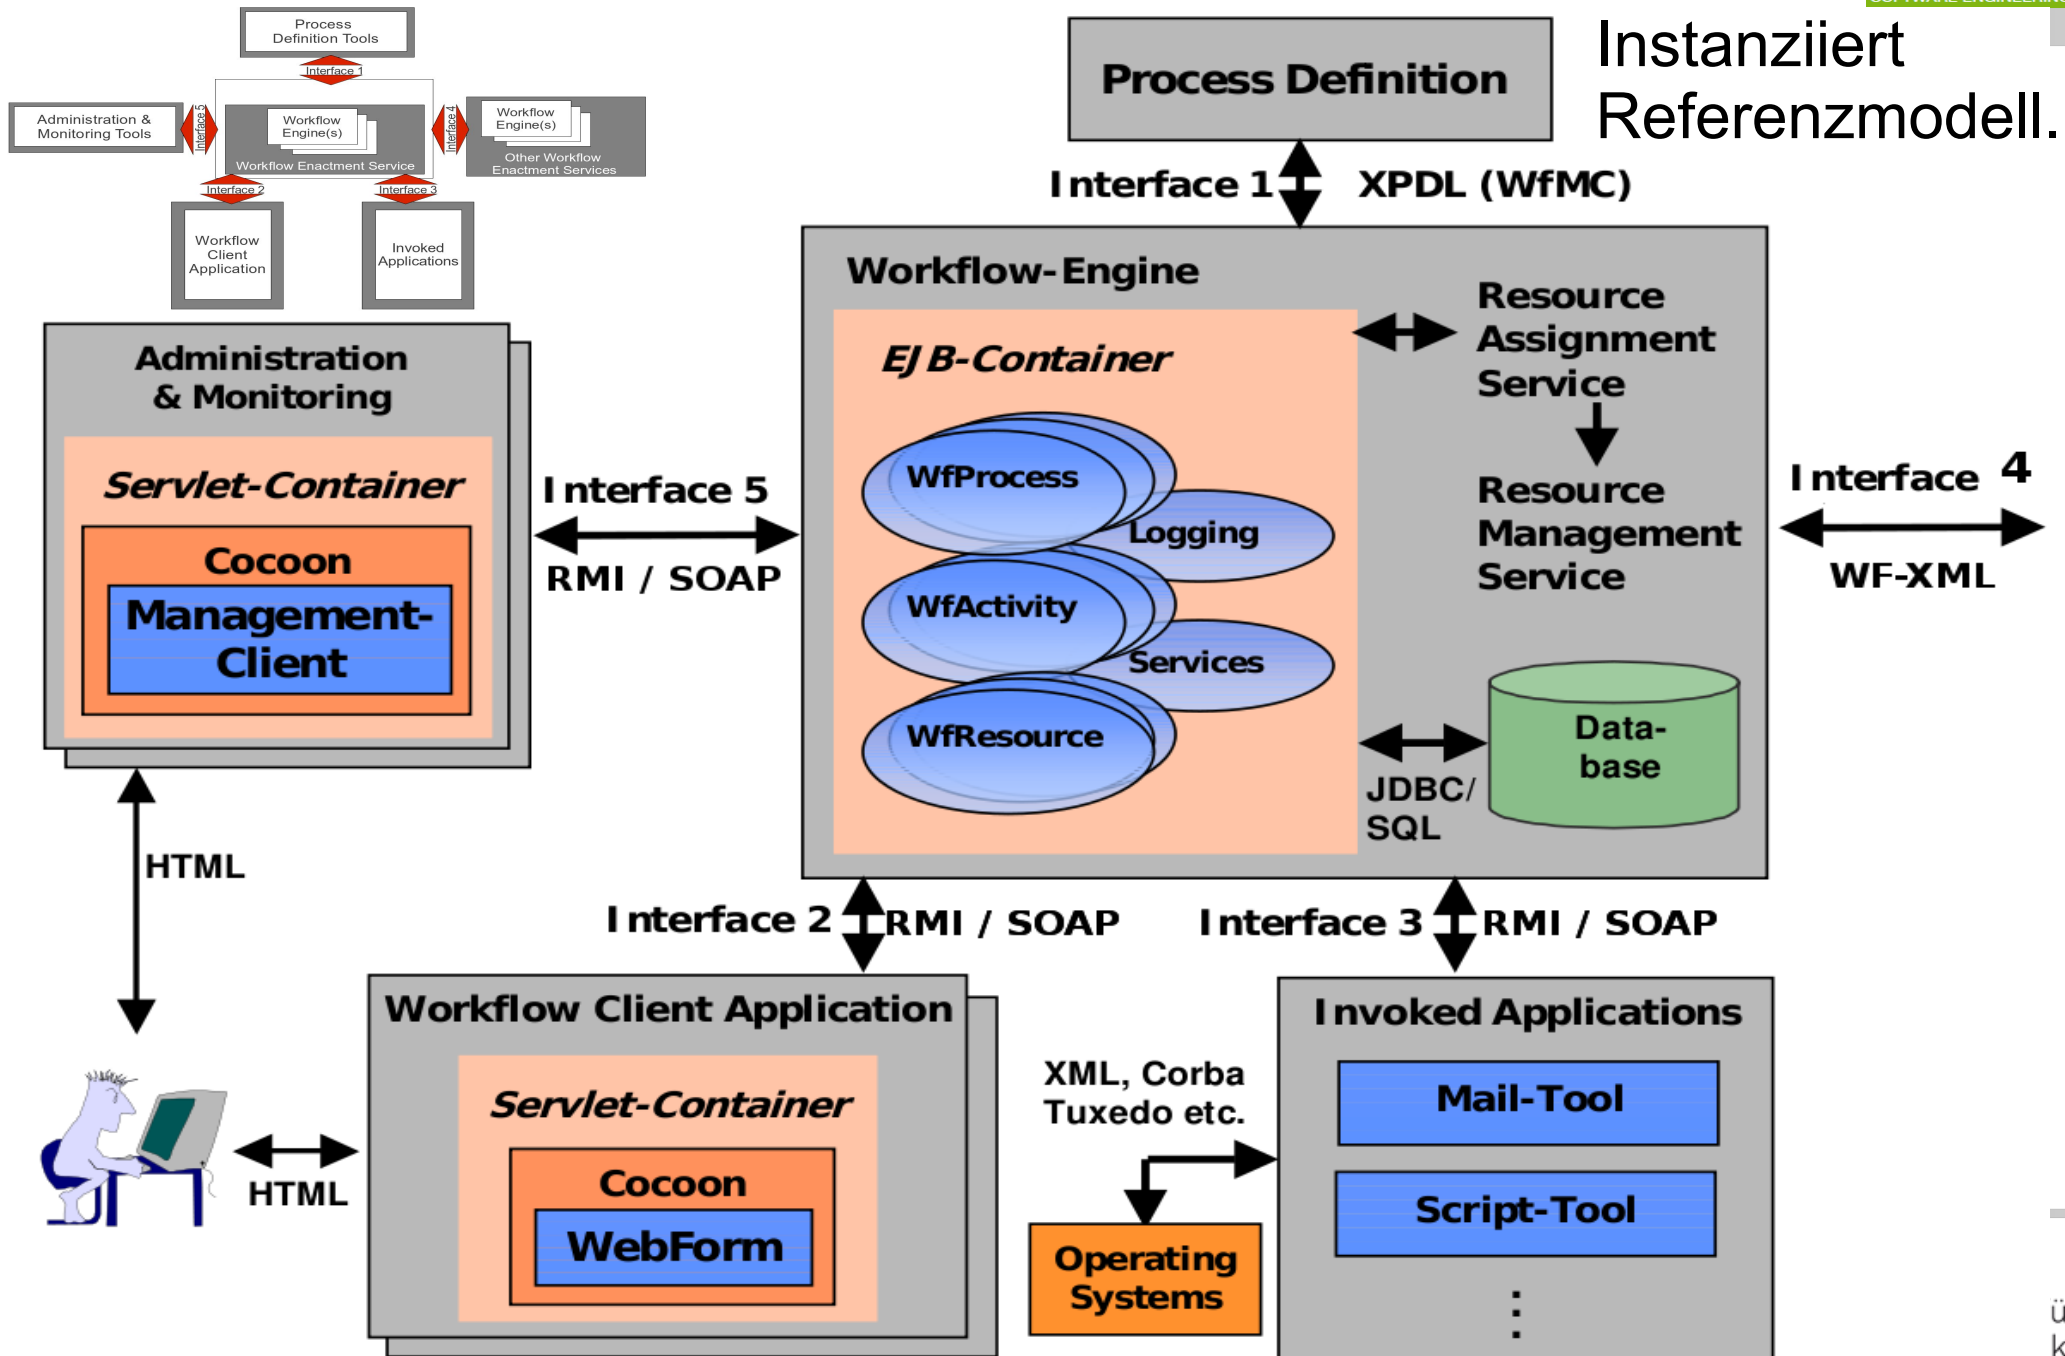 Instanziiert
Referenzmodell.
Process
Definition Tools
Interface 1
Administration &
Monitoring Tools
Interface 5
Workflow
Engine(s)
Workflow Enactment Service
Interface 4
Workflow
Engine(s)
Other Workflow
Enactment Services
Interface 2
Interface 3
Workflow
Client
Application
Invoked
Applications
Process Definition
Interface 1
XPDL (WfMC)
Workflow-Engine
EJB-Container
WfProcess
Logging
WfActivity
Services
WfResource
Resource
Assignment
Service
Resource
Management
Service
JDBC/
SQL
Data-
base
Interface 4
WF-XML
Administration
& Monitoring
Servlet-Container
Cocoon
Management-
Client
Interface 5
RMI / SOAP
HTML
Interface 2
RMI / SOAP
Interface 3
RMI / SOAP
Workflow Client Application
Servlet-Container
Cocoon
WebForm
HTML
XML, Corba
Tuxedo etc.
Operating
Systems
Invoked Applications
Mail-Tool
Script-Tool